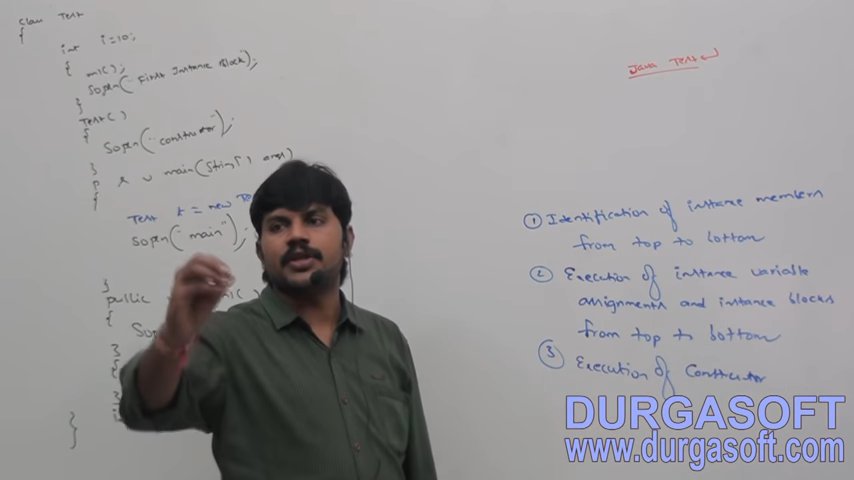 class Test
{
int i=10;
{ m1();
Sopln("First Instance Block");
}
Test()
{
Sopln("constructor");
}
p s v main(String[] args)
{
Test t = new
Sopln("main");
}
public
{
}
{
}
}
Java Test
① Identification of instance members
from top to bottom
② Execution of instance variable
assignments and instance blocks
from top to bottom
③ Execution of Constructor
DURGASOFT
www.durgasoft.com